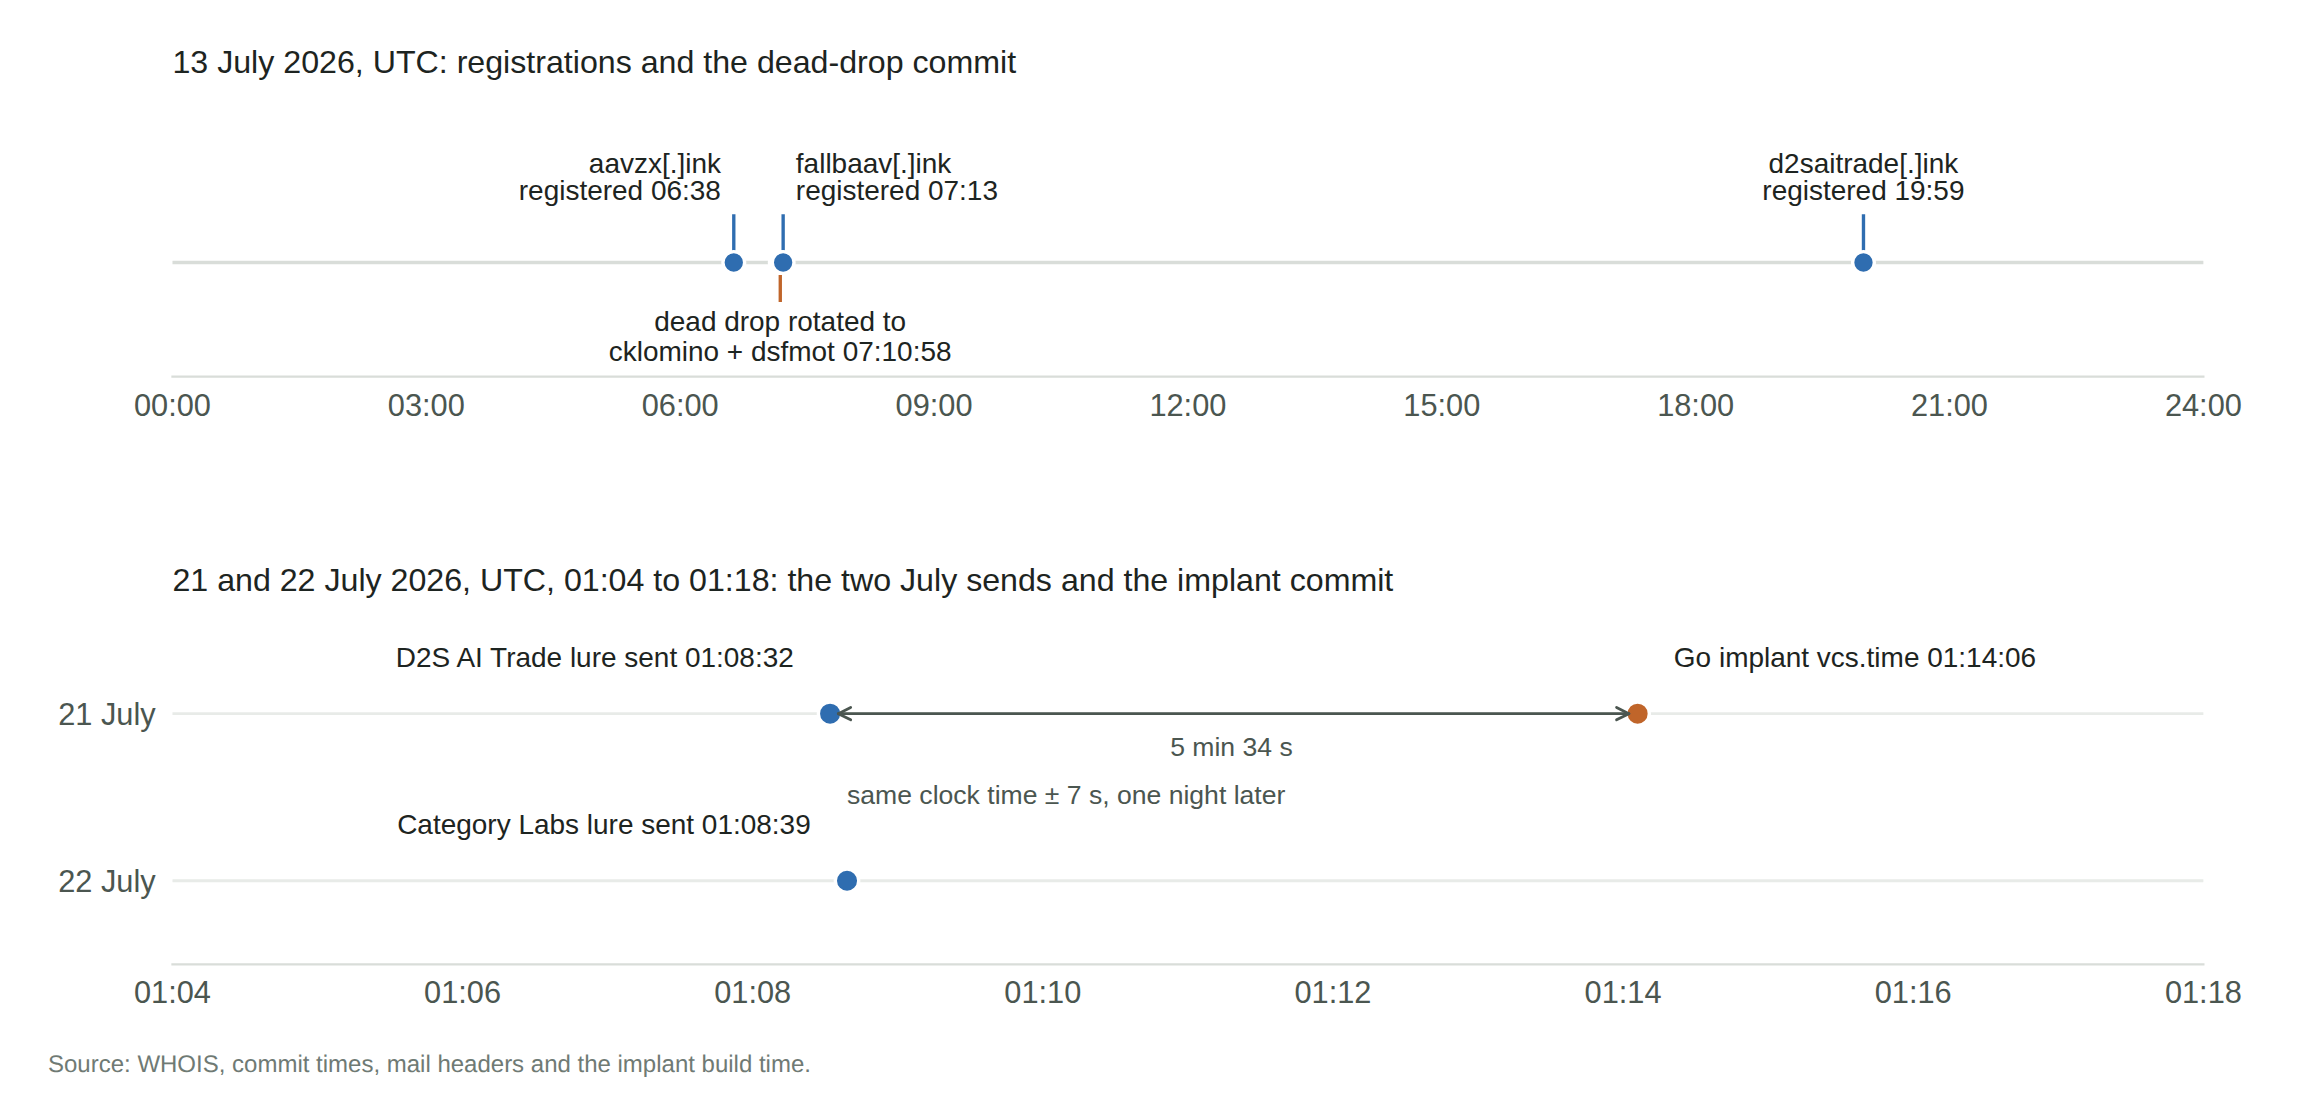 13 July 2026, UTC: registrations and the dead-drop commit
aavzx[.]ink
registered 06:38
fallbaav[.]ink
registered 07:13
d2saitrade[.]ink
registered 19:59
dead drop rotated to
cklomino + dsfmot 07:10:58
00:00 03:00 06:00 09:00 12:00 15:00 18:00 21:00 24:00
21 and 22 July 2026, UTC, 01:04 to 01:18: the two July sends and the implant commit
D2S AI Trade lure sent 01:08:32
Go implant vcs.time 01:14:06
21 July
5 min 34 s
same clock time ± 7 s, one night later
Category Labs lure sent 01:08:39
22 July
01:04 01:06 01:08 01:10 01:12 01:14 01:16 01:18
Source: WHOIS, commit times, mail headers and the implant build time.